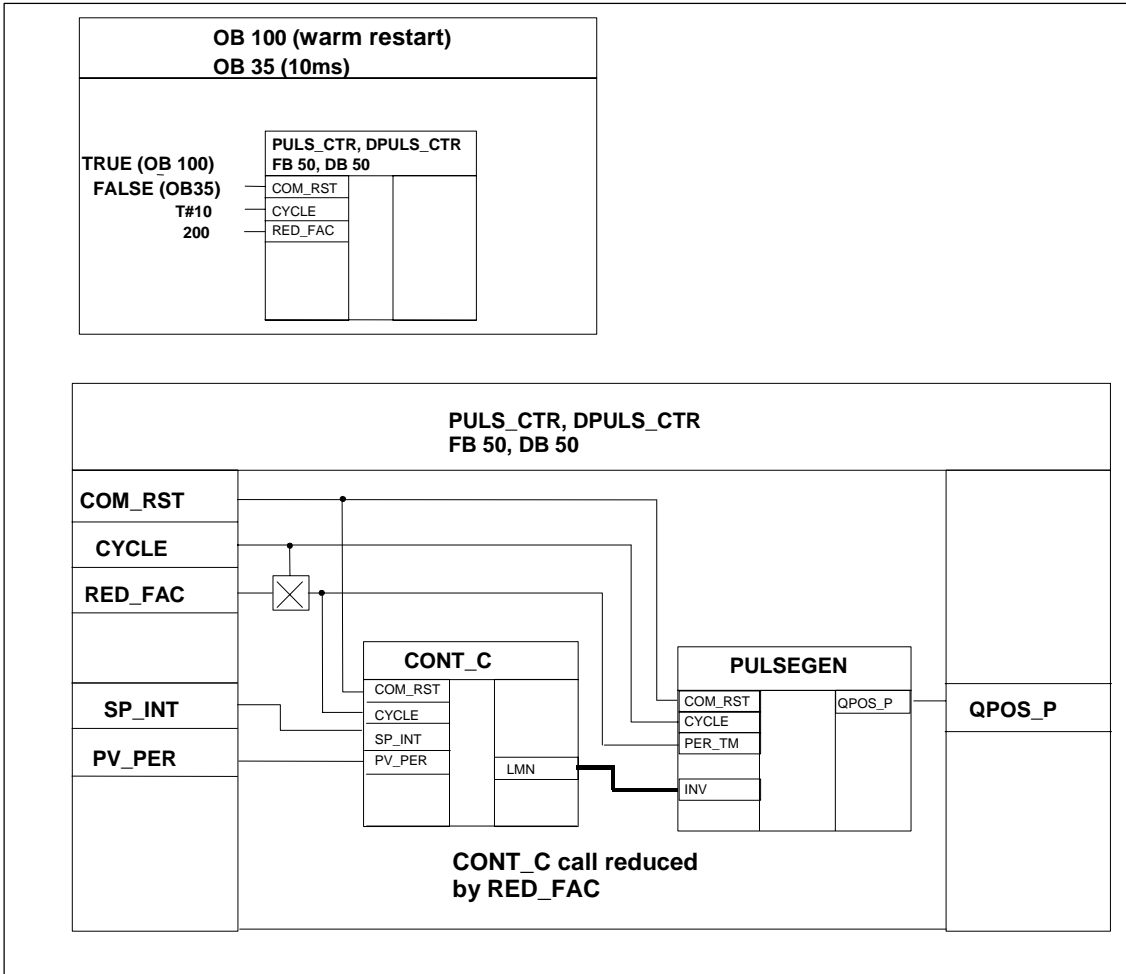 OB 100 (warm restart)
OB 35 (10ms)
PULS_CTR, DPULS_CTR
FB 50, DB 50
TRUE (OB 100)
FALSE (OB35)
COM_RST
T#10
CYCLE
200
RED_FAC
PULS_CTR, DPULS_CTR
FB 50, DB 50
COM_RST
CYCLE
RED_FAC
SP_INT
PV_PER
CONT_C
COM_RST
CYCLE
SP_INT
PV_PER
LMN
PULSEGEN
COM_RST
CYCLE
PER_TM
INV
QPOS_P
QPOS_P
CONT_C call reduced
by RED_FAC